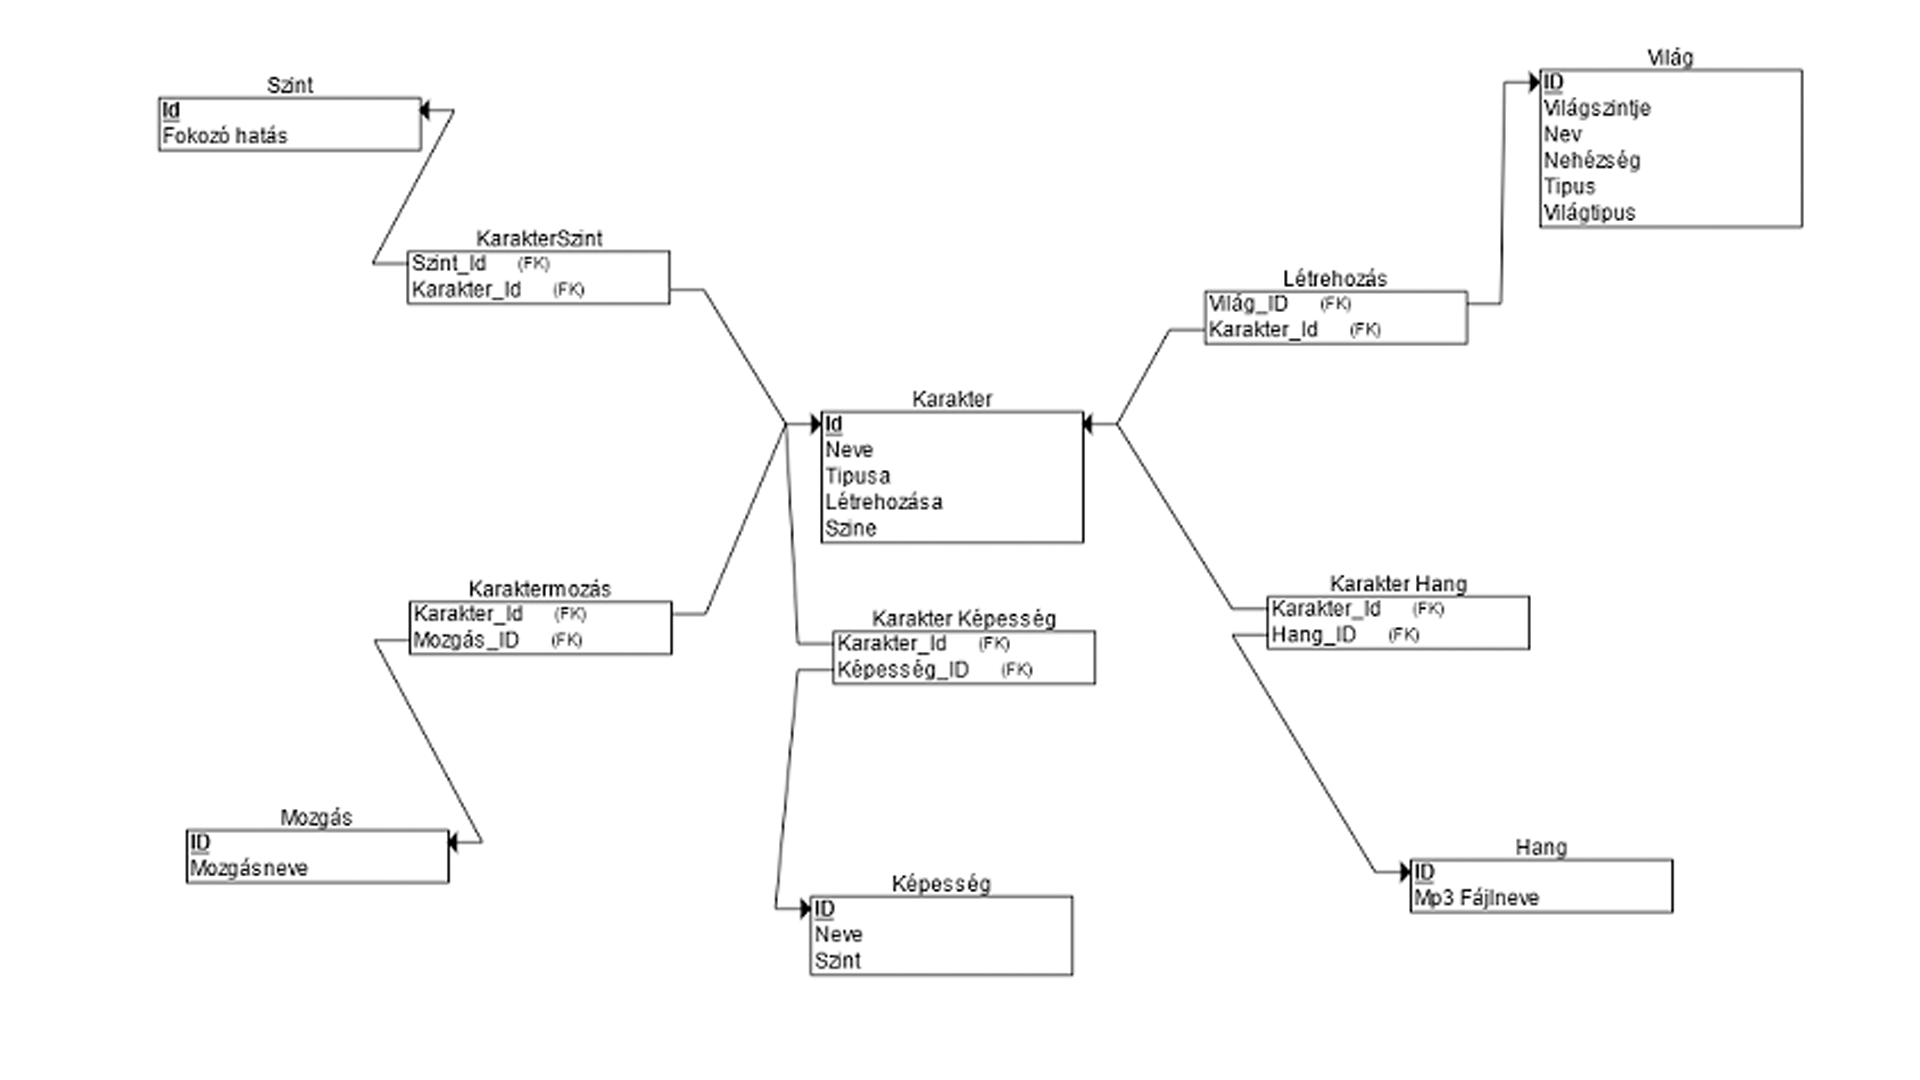 Szint
Id
Fokozó hatás
Világ
ID
Világszintje
Nev
Nehézség
Tipus
Világtipus
KarakterSzint
Szint_Id (FK)
Karakter_Id (FK)
Létrehozás
Világ_ID (FK)
Karakter_Id (FK)
Karakter
Id
Neve
Tipusa
Létrehozása
Szine
Karaktermozás
Karakter_Id (FK)
Mozgás_ID (FK)
Karakter Képesség
Karakter_Id (FK)
Képesség_ID (FK)
Karakter Hang
Karakter_Id (FK)
Hang_ID (FK)
Mozgás
ID
Mozgásneve
Képesség
ID
Neve
Szint
Hang
ID
Mp3 Fájlneve